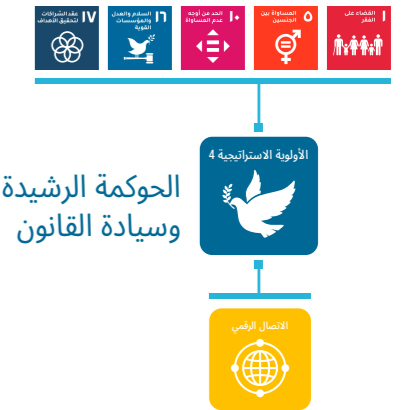 ١ القضاء على
الفقر
٥ المساواة بين
الجنسين
١٠ الحد من أوجه
عدم المساواة
١٦ السلام والعدل
والمؤسسات
القوية
١٧ عقد الشراكات
لتحقيق الأهداف
الأولوية الاستراتيجية 4
الحوكمة الرشيدة
وسيادة القانون
الاتصال الرقمي